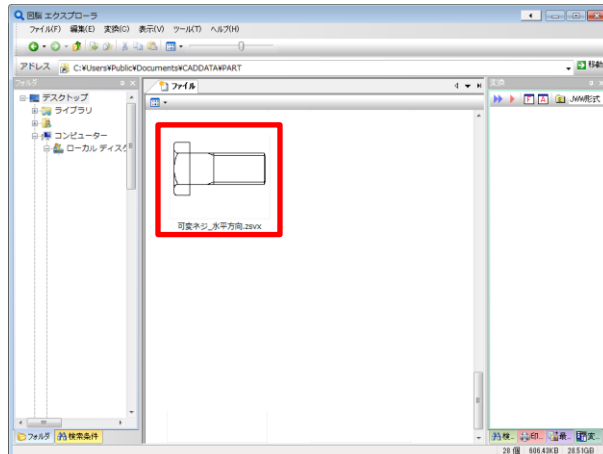 図脳 エクスプローラ
ファイル(F) 編集(E) 変換(C) 表示(V) ツール(T) ヘルプ(H)
アドレス C:¥Users¥Public¥Documents¥CADDATA¥PART 移動
フォルダ
ファイル
変換
デスクトップ
ライブラリ
コンピューター
ローカル ディスク
F A JWW形式
可変ネジ_水平方向.zsvx
フォルダ 検索条件
検... 印... 最... 変...
28 個 606.43KB 28.51GB